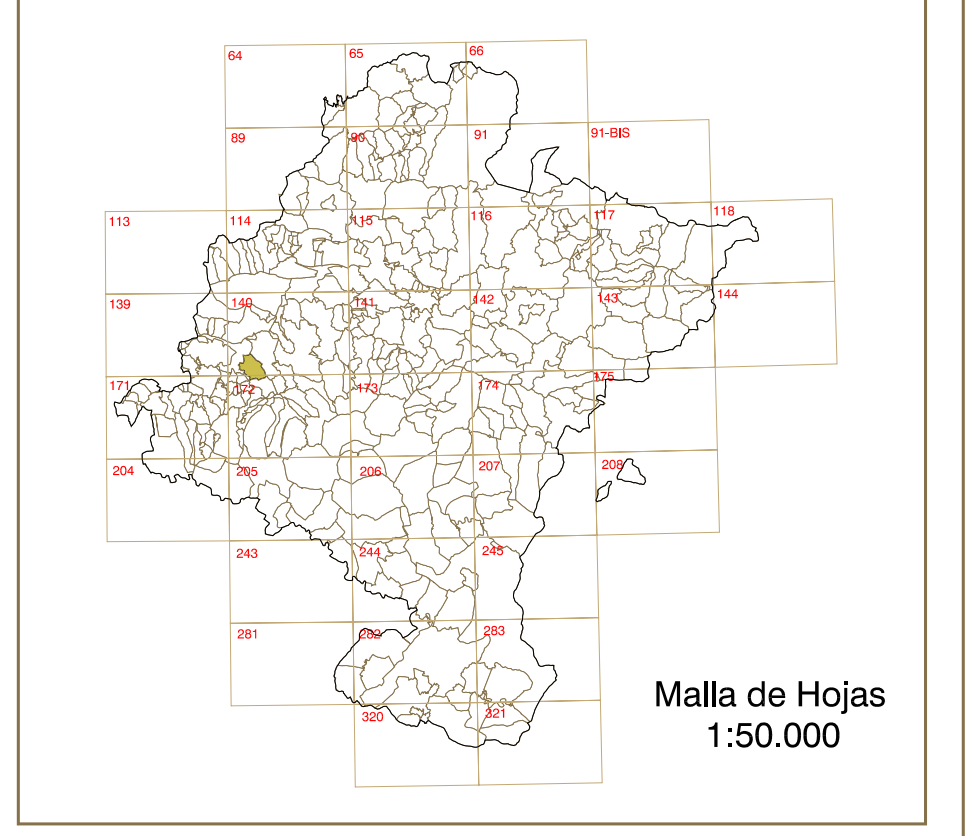 64 65 66
89 90 91 91-BIS
113 114 115 116 117 118
139 140 141 142 143 144
171 172 173 174 175
204 205 206 207 208
243 244 245
281 282 283
320 321
Malla de Hojas
1:50.000